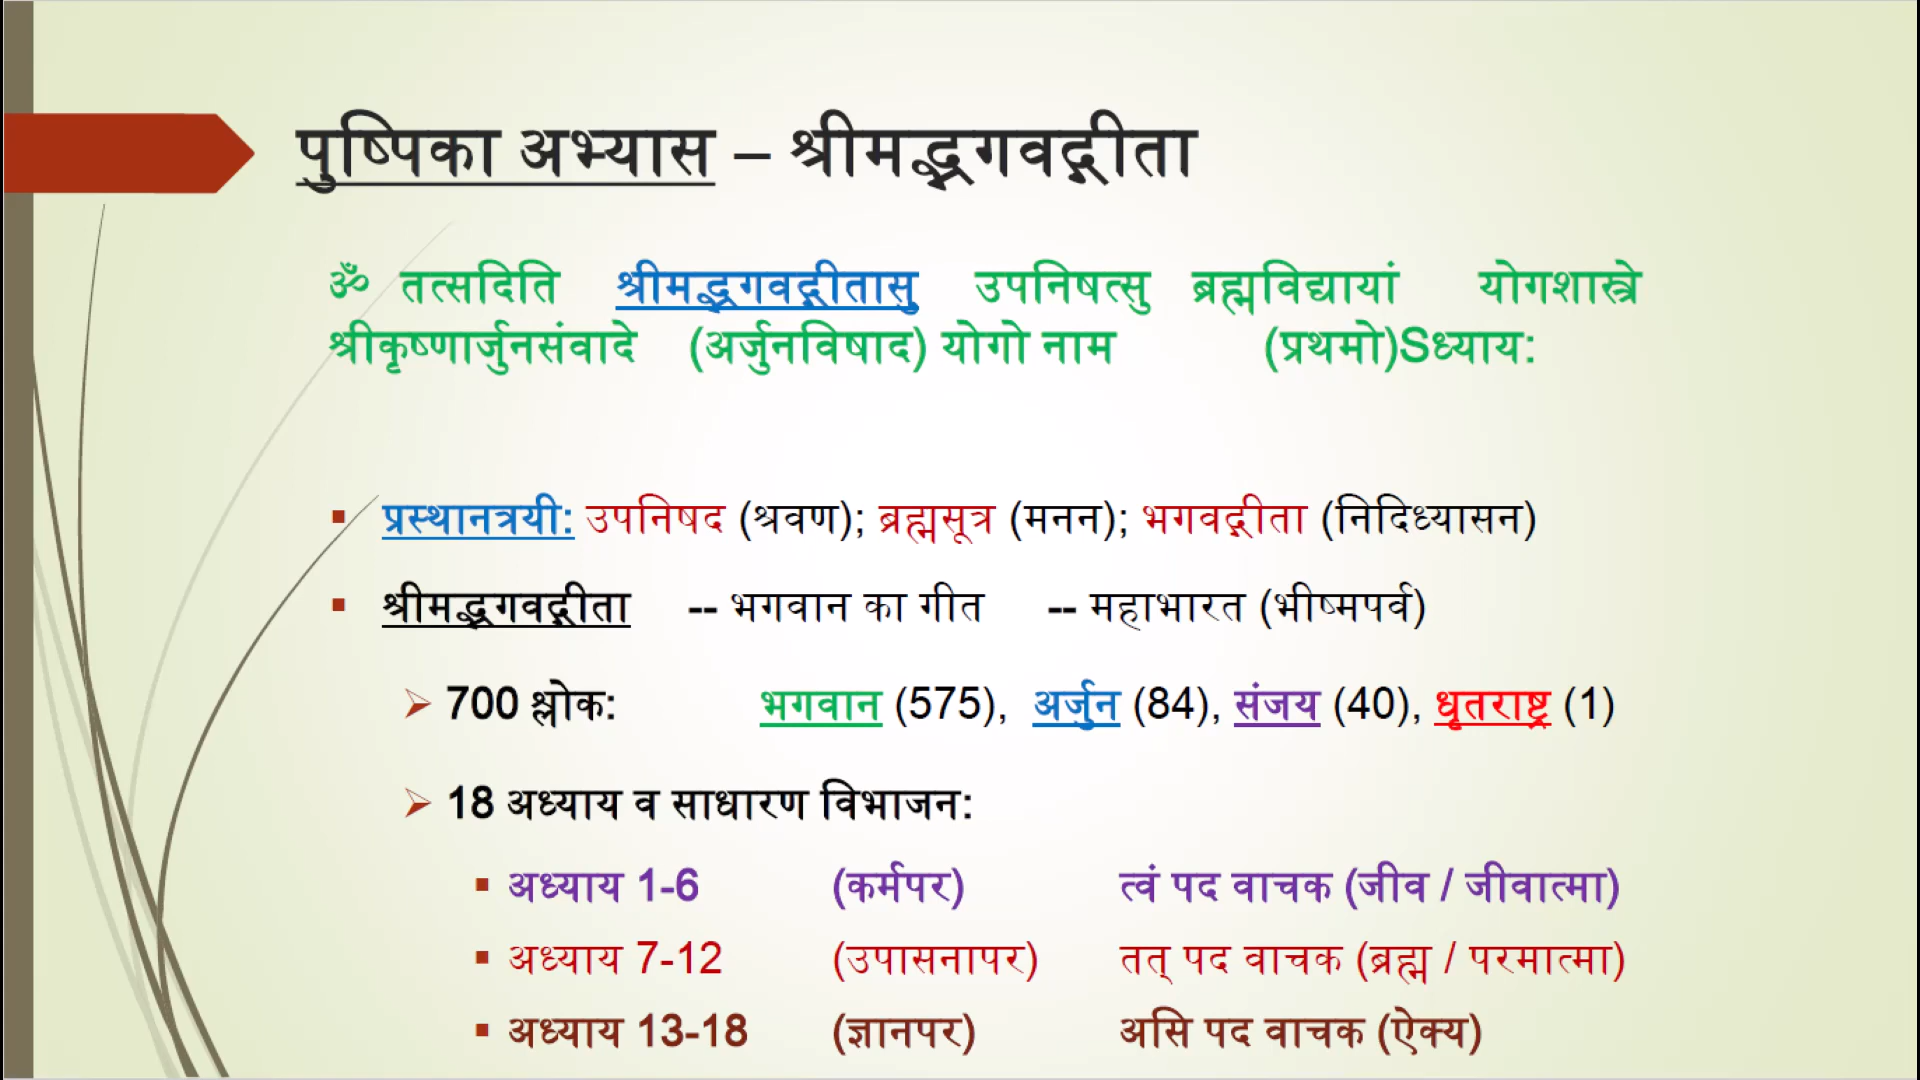 पुष्पिका अभ्यास – श्रीमद्भगवद्गीता
ॐ तत्सदिति श्रीमद्भगवद्गीतासु उपनिषत्सु ब्रह्मविद्यायां योगशास्त्रे
श्रीकृष्णार्जुनसंवादे (अर्जुनविषाद) योगो नाम (प्रथमो)Sध्याय:
▪ प्रस्थानत्रयी: उपनिषद (श्रवण); ब्रह्मसूत्र (मनन); भगवद्गीता (निदिध्यासन)
▪ श्रीमद्भगवद्गीता -- भगवान का गीत -- महाभारत (भीष्मपर्व)
➢ 700 श्लोक: भगवान (575), अर्जुन (84), संजय (40), धृतराष्ट्र (1)
➢ 18 अध्याय व साधारण विभाजन:
▪ अध्याय 1-6 (कर्मपर) त्वं पद वाचक (जीव / जीवात्मा)
▪ अध्याय 7-12 (उपासनापर) तत् पद वाचक (ब्रह्म / परमात्मा)
▪ अध्याय 13-18 (ज्ञानपर) असि पद वाचक (ऐक्य)